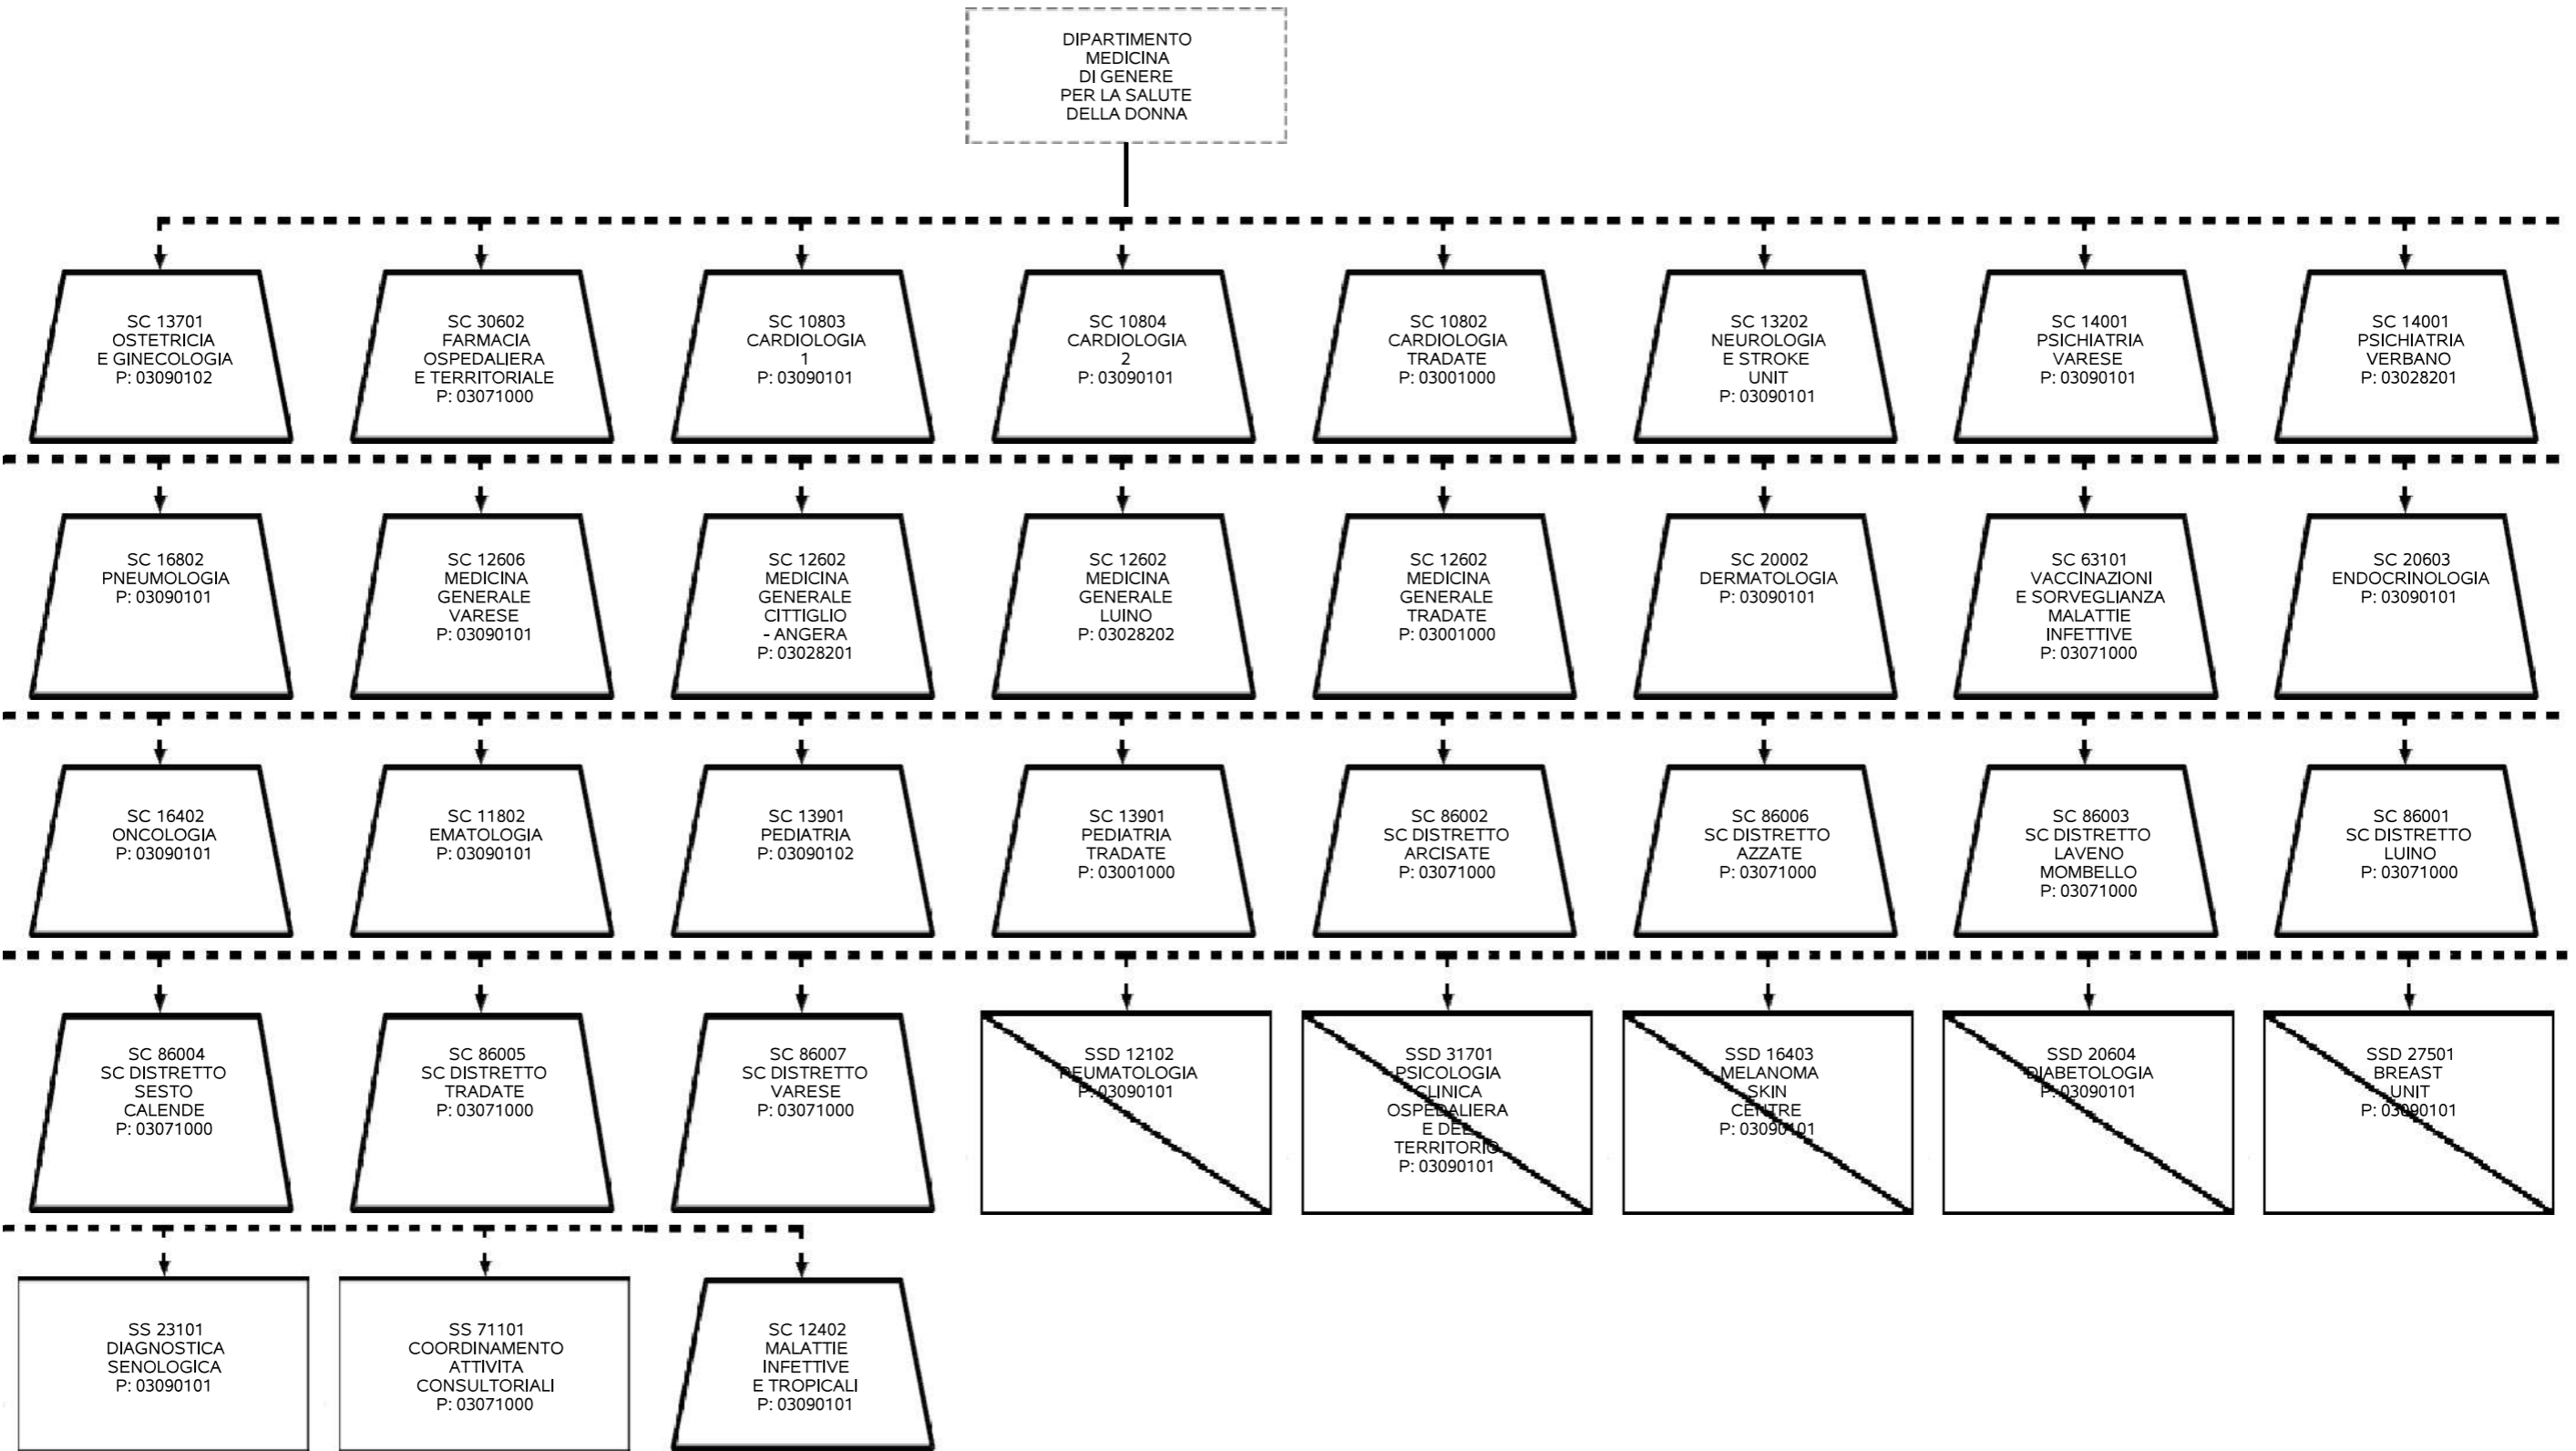 DIPARTIMENTO
MEDICINA
DI GENERE
PER LA SALUTE
DELLA DONNA
SC 13701
OSTETRICIA
E GINECOLOGIA
P: 03090102
SC 30602
FARMACIA
OSPEDALIERA
E TERRITORIALE
P: 03071000
SC 10803
CARDIOLOGIA
1
P: 03090101
SC 10804
CARDIOLOGIA
2
P: 03090101
SC 10802
CARDIOLOGIA
TRADATE
P: 03001000
SC 13202
NEUROLOGIA
E STROKE
UNIT
P: 03090101
SC 14001
PSICHIATRIA
VARESE
P: 03090101
SC 14001
PSICHIATRIA
VERBANO
P: 03028201
SC 16802
PNEUMOLOGIA
P: 03090101
SC 12606
MEDICINA
GENERALE
VARESE
P: 03090101
SC 12602
MEDICINA
GENERALE
CITTIGLIO
- ANGERA
P: 03028201
SC 12602
MEDICINA
GENERALE
LUINO
P: 03028202
SC 12602
MEDICINA
GENERALE
TRADATE
P: 03001000
SC 20002
DERMATOLOGIA
P: 03090101
SC 63101
VACCINAZIONI
E SORVEGLIANZA
MALATTIE
INFETTIVE
P: 03071000
SC 20603
ENDOCRINOLOGIA
P: 03090101
SC 16402
ONCOLOGIA
P: 03090101
SC 11802
EMATOLOGIA
P: 03090101
SC 13901
PEDIATRIA
P: 03090102
SC 13901
PEDIATRIA
TRADATE
P: 03001000
SC 86002
SC DISTRETTO
ARCISATE
P: 03071000
SC 86006
SC DISTRETTO
AZZATE
P: 03071000
SC 86003
SC DISTRETTO
LAVENO
MOMBELLO
P: 03071000
SC 86001
SC DISTRETTO
LUINO
P: 03071000
SC 86004
SC DISTRETTO
SESTO
CALENDE
P: 03071000
SC 86005
SC DISTRETTO
TRADATE
P: 03071000
SC 86007
SC DISTRETTO
VARESE
P: 03071000
SSD 12102
REUMATOLOGIA
P: 03090101
SSD 31701
PSICOLOGIA
CLINICA
OSPEDALIERA
E DEL
TERRITORIO
P: 03090101
SSD 16403
MELANOMA
SKIN
CENTRE
P: 03090101
SSD 20604
DIABETOLOGIA
P: 03090101
SSD 27501
BREAST
UNIT
P: 03090101
SS 23101
DIAGNOSTICA
SENOLOGICA
P: 03090101
SS 71101
COORDINAMENTO
ATTIVITA
CONSULTORIALI
P: 03071000
SC 12402
MALATTIE
INFETTIVE
E TROPICALI
P: 03090101